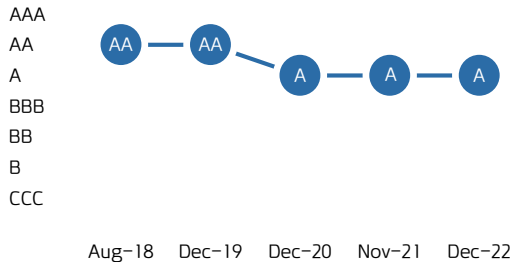 AAA
AA AA AA
A A A A
BBB
BB
B
CCC
Aug–18 Dec–19 Dec–20 Nov–21 Dec–22